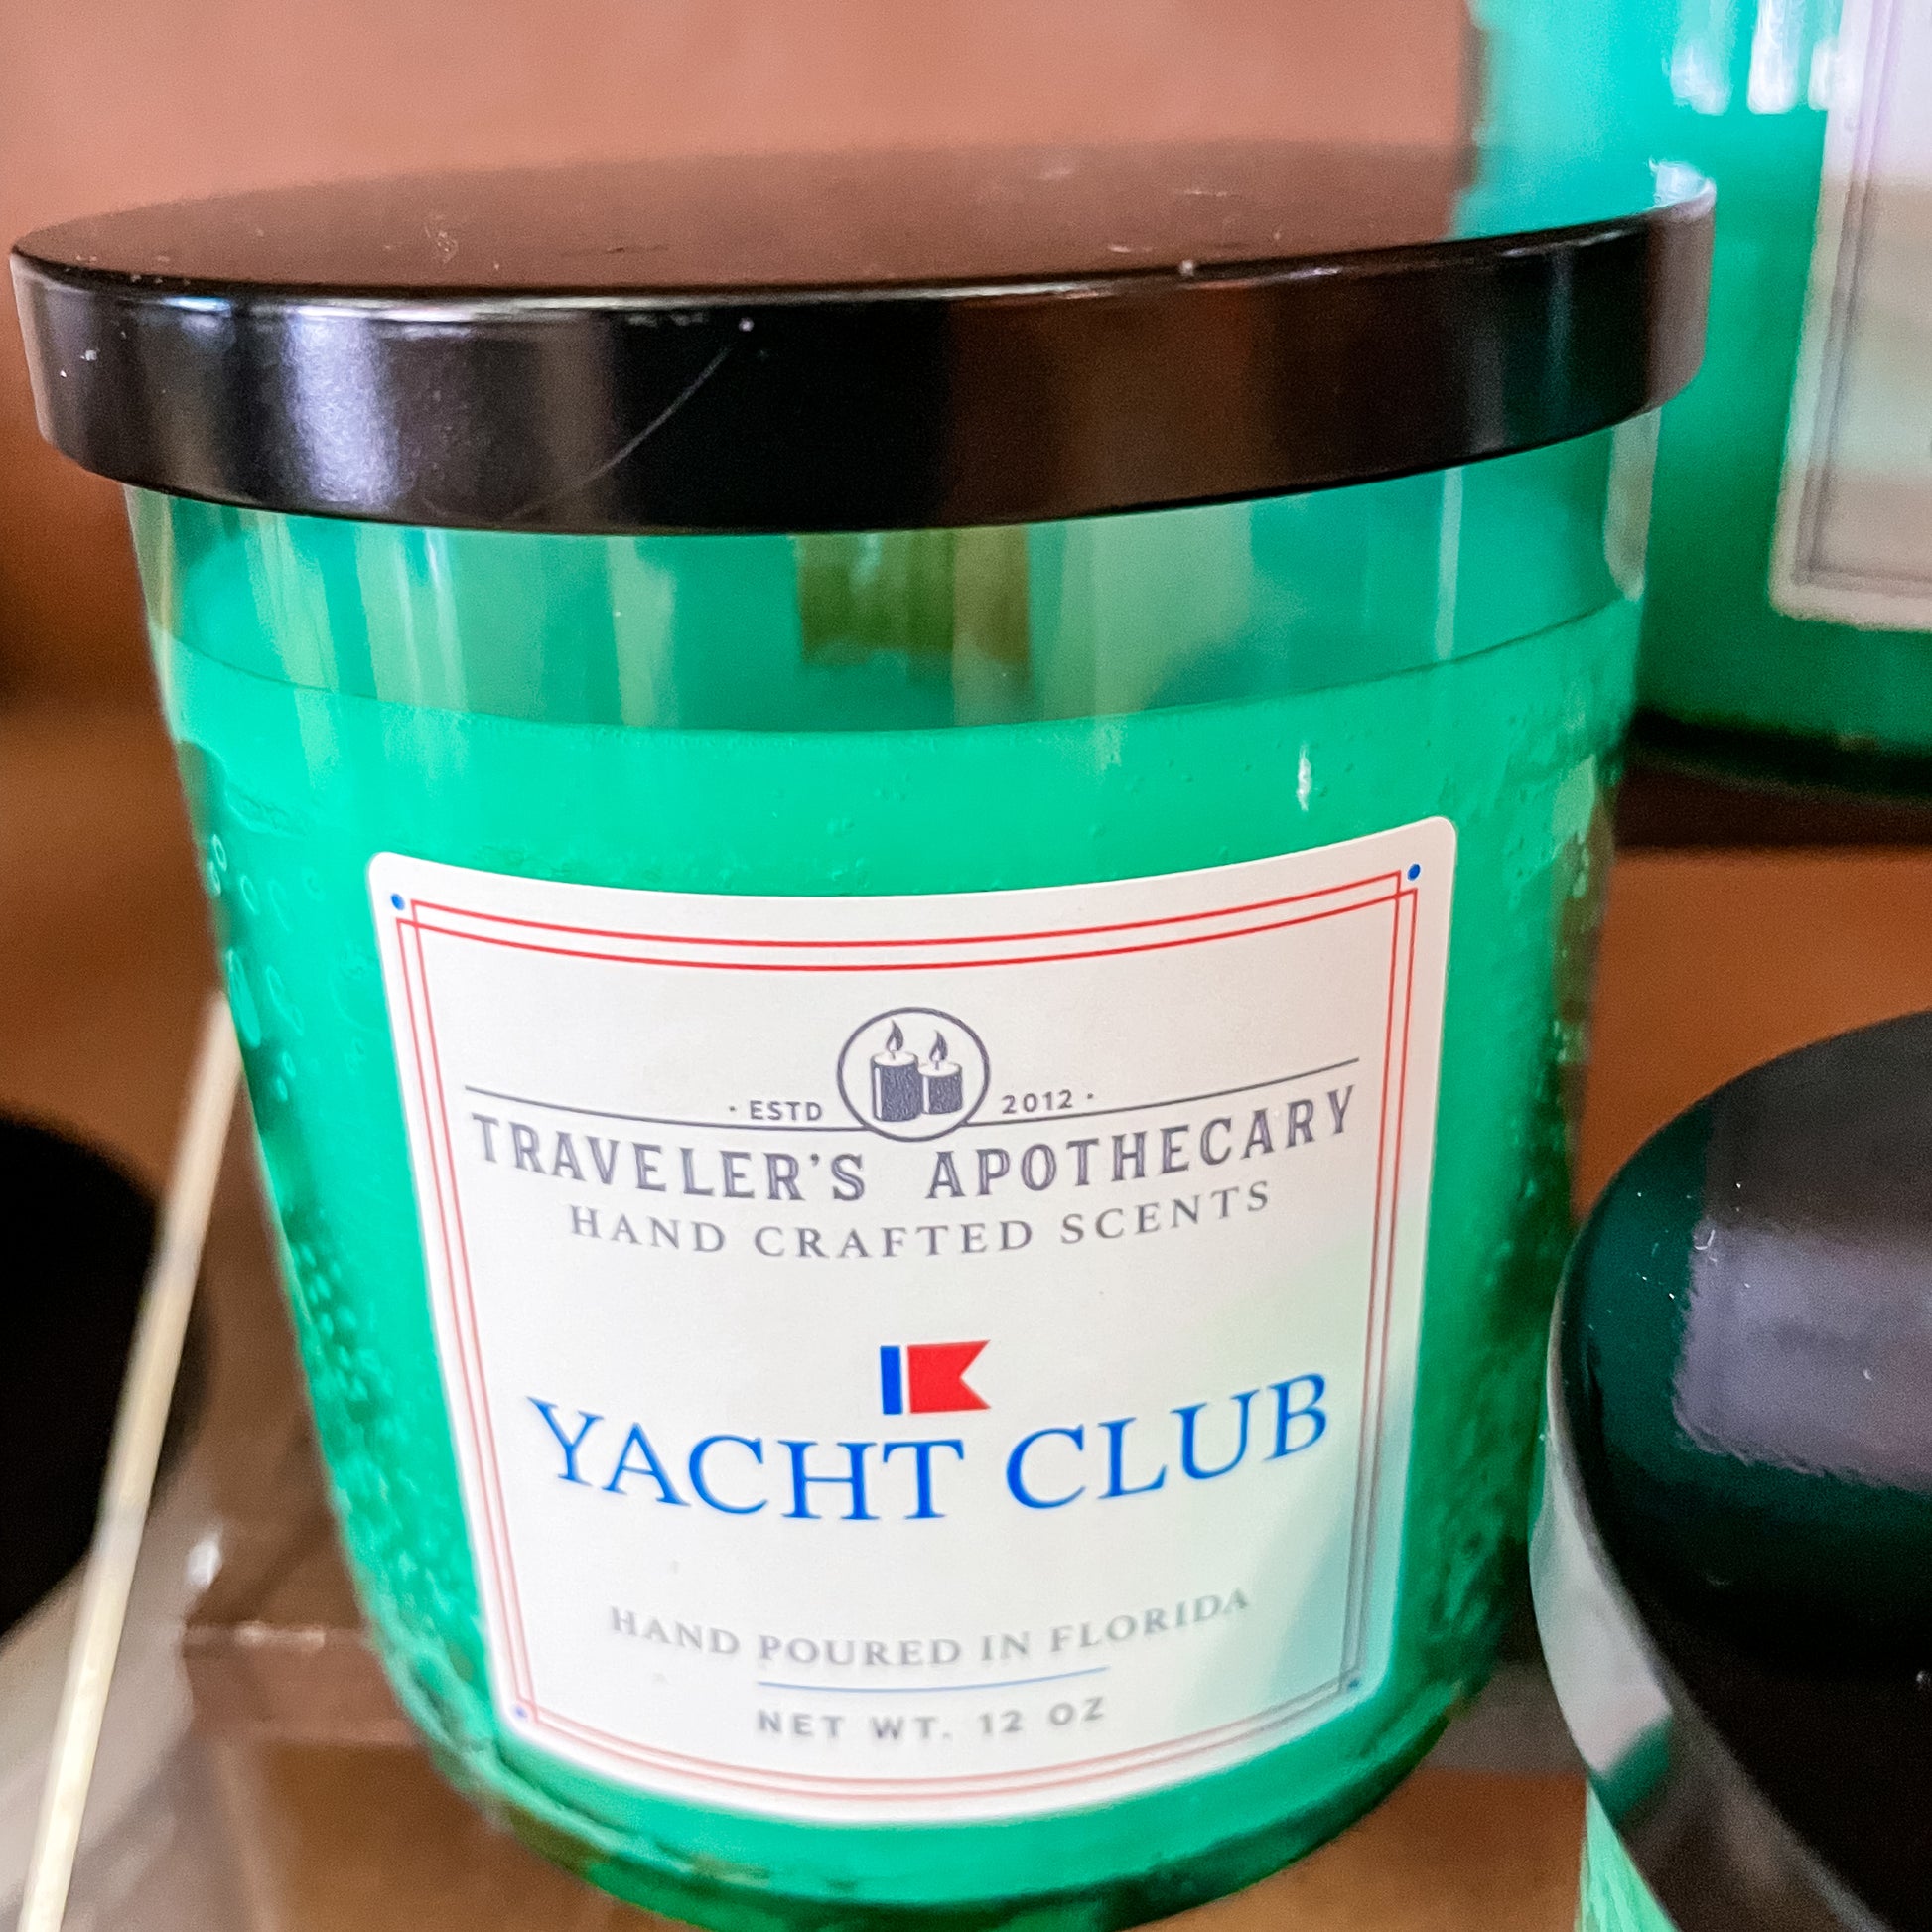 · ESTD 2012 ·
TRAVELER'S APOTHECARY
HAND CRAFTED SCENTS
YACHT CLUB
HAND POURED IN FLORIDA
NET WT. 12 OZ